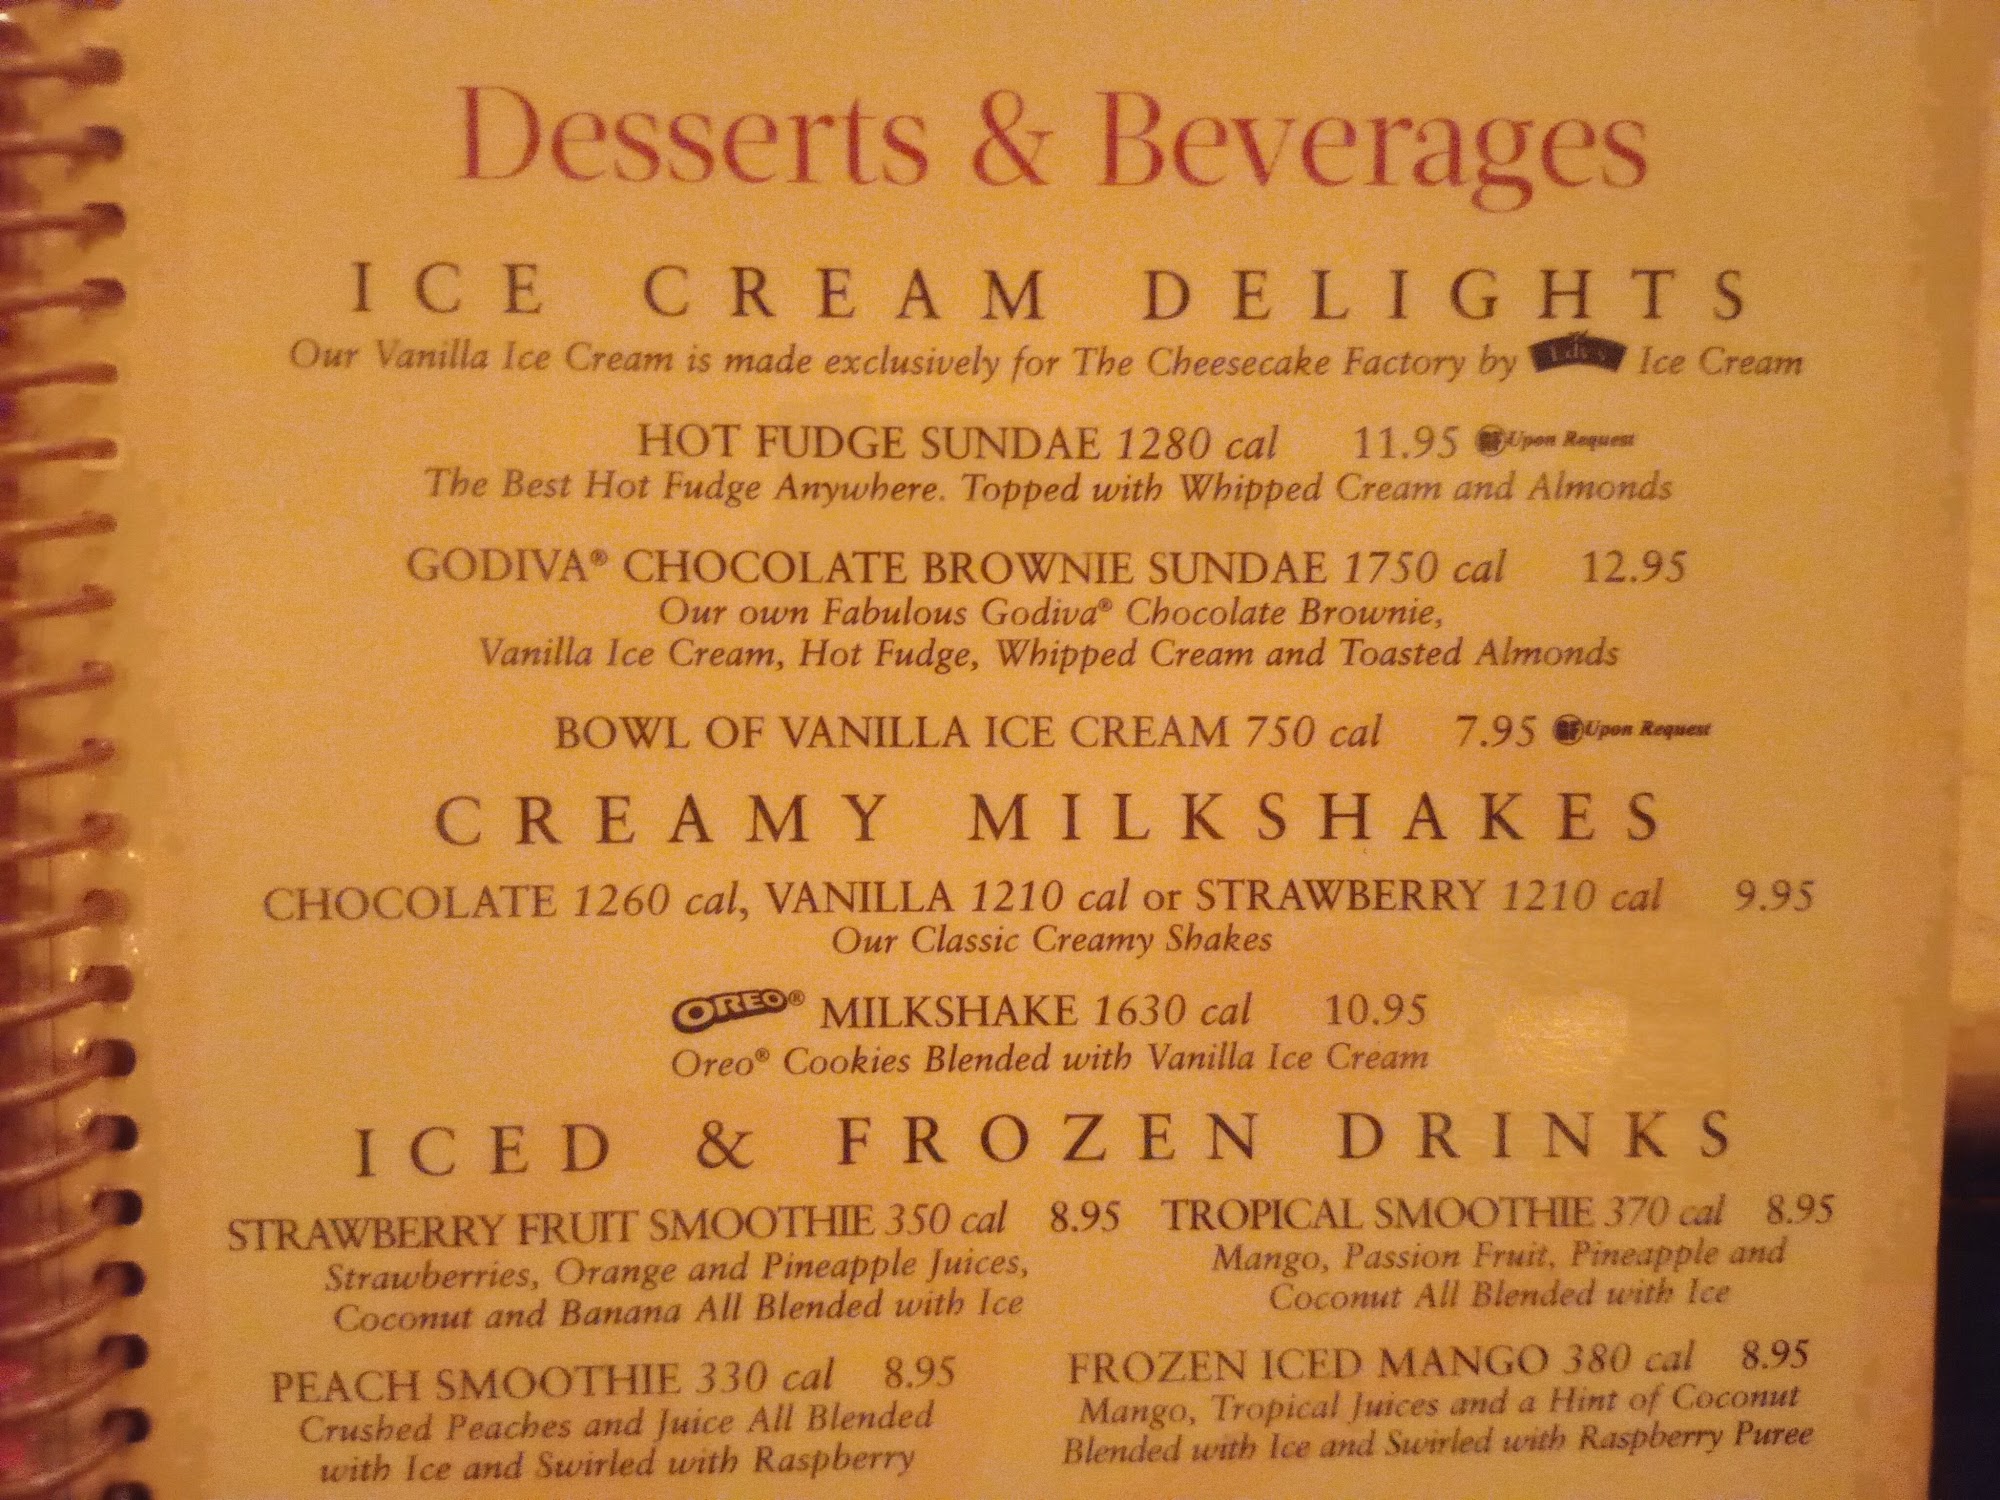 Desserts & Beverages
ICE CREAM DELIGHTS
Our Vanilla Ice Cream is made exclusively for The Cheesecake Factory by Edy's Ice Cream
HOT FUDGE SUNDAE 1280 cal 11.95 GF Upon Request
The Best Hot Fudge Anywhere. Topped with Whipped Cream and Almonds
GODIVA® CHOCOLATE BROWNIE SUNDAE 1750 cal 12.95
Our own Fabulous Godiva® Chocolate Brownie,
Vanilla Ice Cream, Hot Fudge, Whipped Cream and Toasted Almonds
BOWL OF VANILLA ICE CREAM 750 cal 7.95 GF Upon Request
CREAMY MILKSHAKES
CHOCOLATE 1260 cal, VANILLA 1210 cal or STRAWBERRY 1210 cal 9.95
Our Classic Creamy Shakes
OREO® MILKSHAKE 1630 cal 10.95
Oreo® Cookies Blended with Vanilla Ice Cream
ICED & FROZEN DRINKS
STRAWBERRY FRUIT SMOOTHIE 350 cal 8.95
Strawberries, Orange and Pineapple Juices,
Coconut and Banana All Blended with Ice
PEACH SMOOTHIE 330 cal 8.95
Crushed Peaches and Juice All Blended
with Ice and Swirled with Raspberry
TROPICAL SMOOTHIE 370 cal 8.95
Mango, Passion Fruit, Pineapple and
Coconut All Blended with Ice
FROZEN ICED MANGO 380 cal 8.95
Mango, Tropical Juices and a Hint of Coconut
Blended with Ice and Swirled with Raspberry Puree